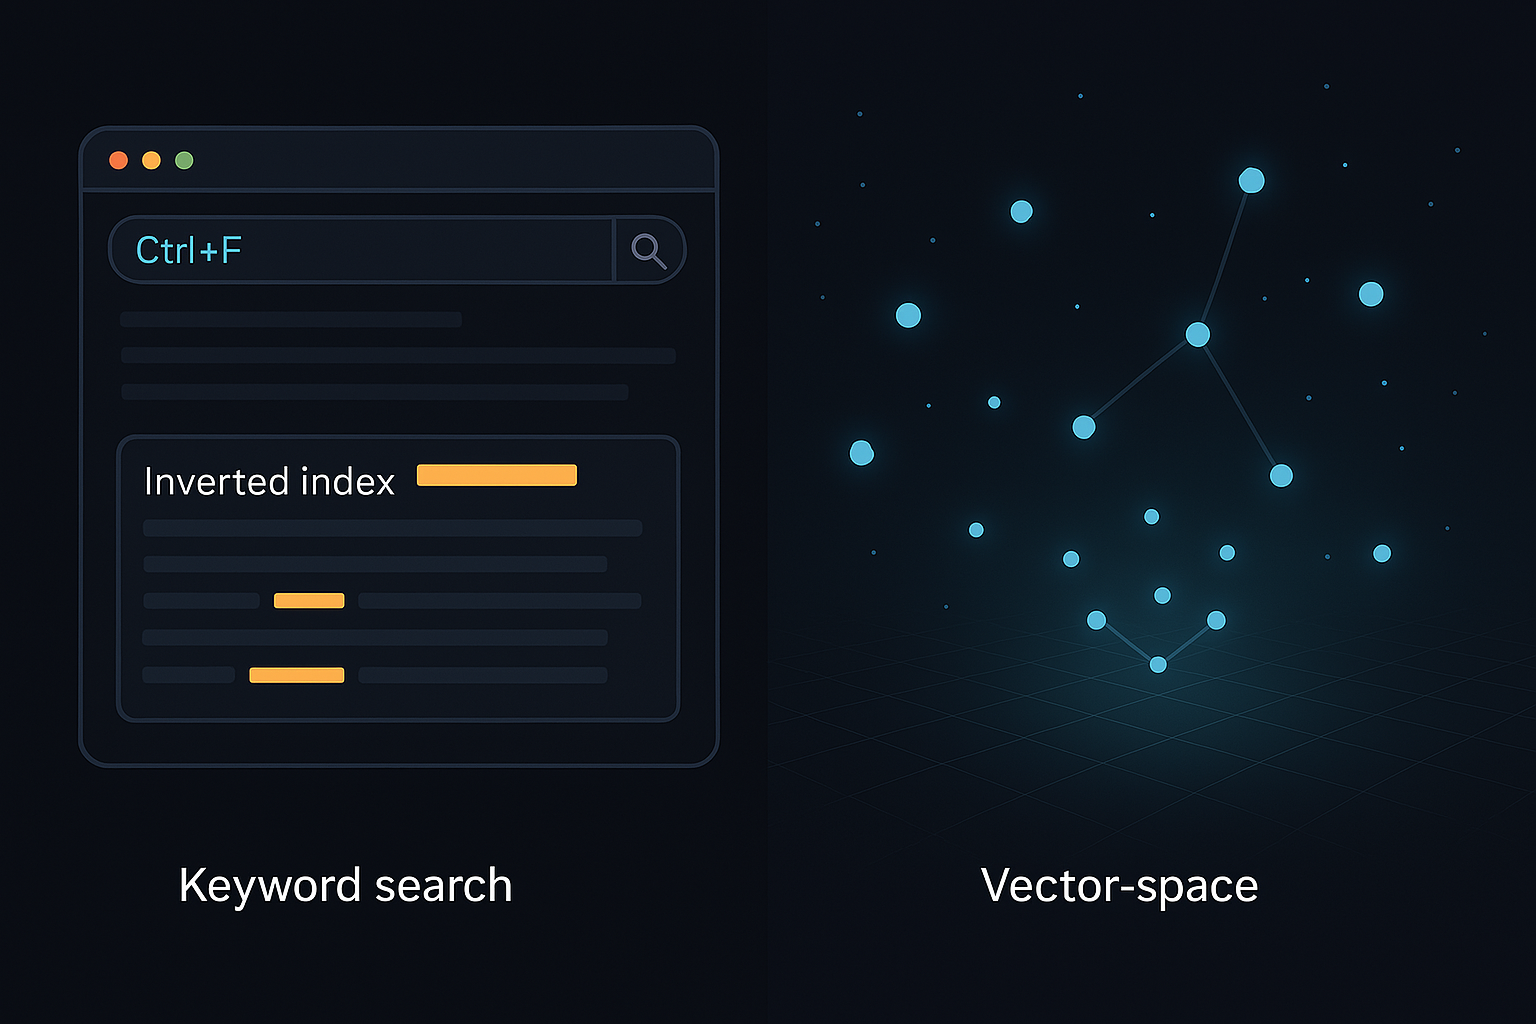 Ctrl+F
Inverted index
Keyword search
Vector-space